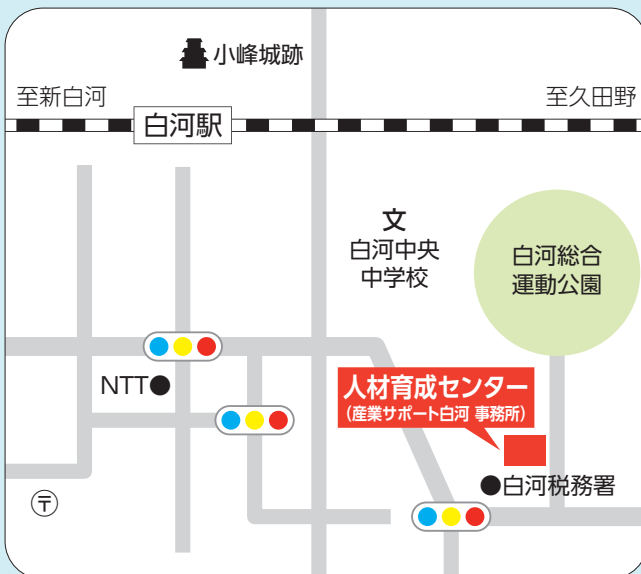 小峰城跡
至新白河
至久田野
白河駅
文
白河中央
中学校
白河総合
運動公園
NTT●
人材育成センター
(産業サポート白河 事務所)
●白河税務署
〒